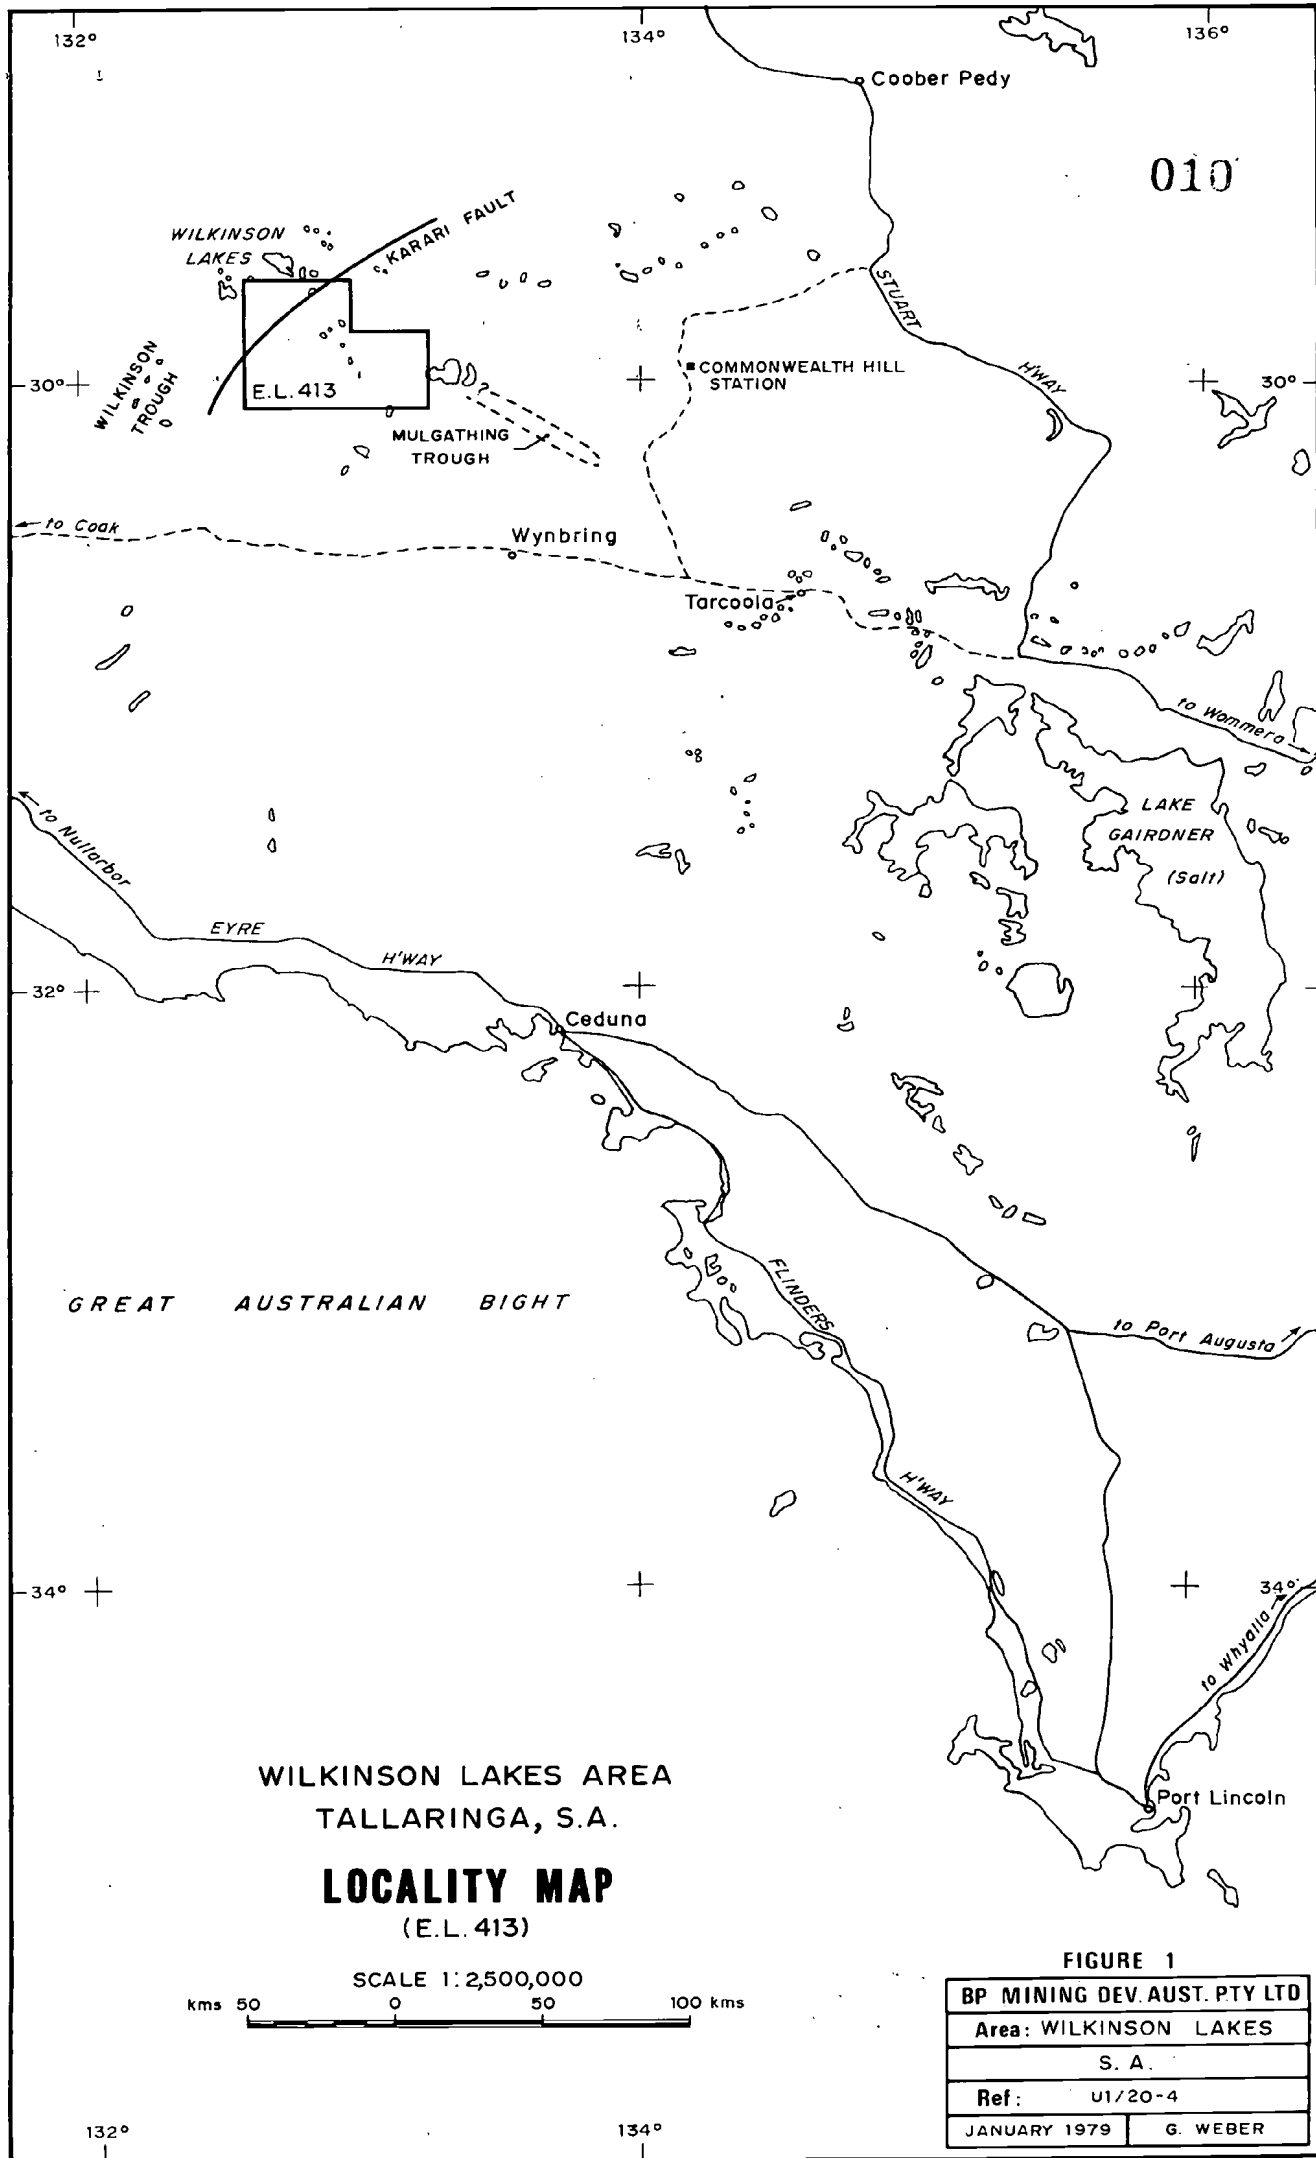 132°
134°
136°
Coober Pedy
010
KARARI FAULT
WILKINSON
LAKES
STUART
HWAY
COMMONWEALTH HILL
STATION
30°
30°
WILKINSON
TROUGH
E.L. 413
?
MULGATHING
TROUGH
to Coak
Wynbring
Tarcoola
to Wommera
to Nullarbor
LAKE
GAIRDNER
(Salt)
EYRE
H'WAY
32°
Ceduna
GREAT AUSTRALIAN BIGHT
FLINDERS
to Port Augusta
H'WAY
34°
34°
to Whyalla
Port Lincoln
WILKINSON LAKES AREA
TALLARINGA, S.A.
LOCALITY MAP
(E.L. 413)
SCALE 1:2,500,000
kms 50 0 50 100 kms
FIGURE 1
BP MINING DEV. AUST. PTY LTD
Area: WILKINSON LAKES
S. A.
Ref: U1/20-4
JANUARY 1979 G. WEBER
132°
134°